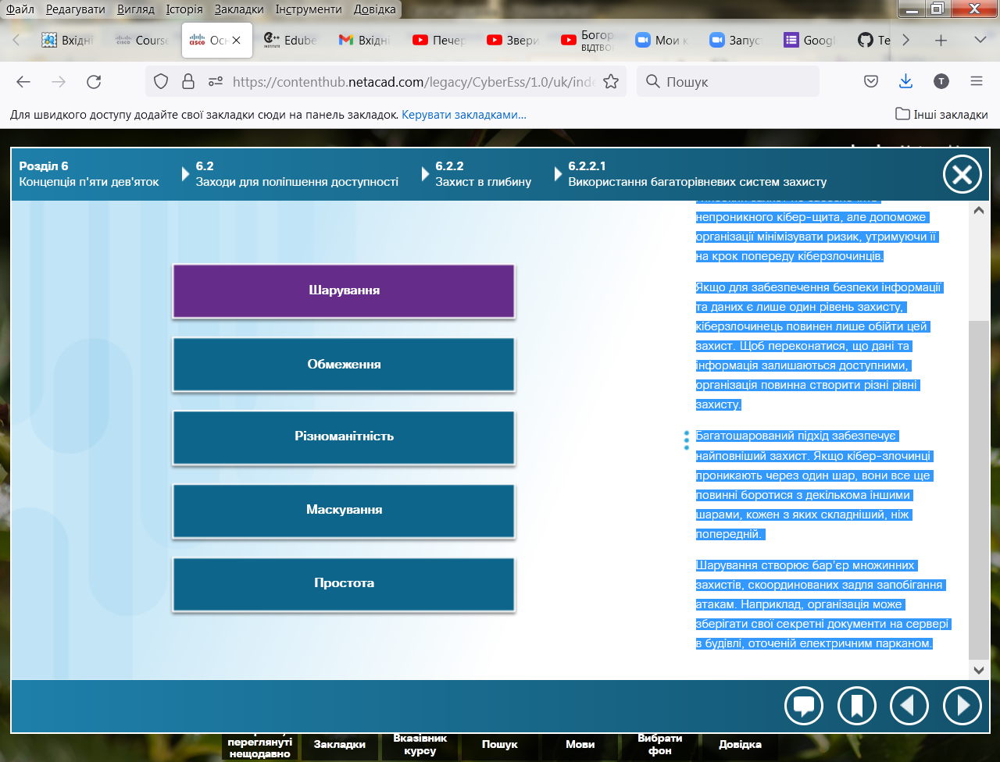 Файл Редагувати Вигляд Історія Закладки Інструменти Довідка
Вхідні Course Осн Edube Вхідні Печер Звери Богор Мои к Запус Googl Te
cisco cisco C++ INSTITUTE ВІДТВОР
https://contenthub.netacad.com/legacy/CyberEss/1.0/uk/inde Пошук T
Для швидкого доступу додайте свої закладки сюди на панель закладок. Керувати закладками… Інші закладки
Розділ 6 6.2 6.2.2 6.2.2.1
Концепція п'яти дев'яток Заходи для поліпшення доступності Захист в глибину Використання багаторівневих систем захисту
Шарування
Обмеження
Різноманітність
Маскування
Простота
непроникного кібер-щита, але допоможе
організації мінімізувати ризик, утримуючи її
на крок попереду кіберзлочинців.
Якщо для забезпечення безпеки інформації
та даних є лише один рівень захисту,
кіберзлочинець повинен лише обійти цей
захист. Щоб переконатися, що дані та
інформація залишаються доступними,
організація повинна створити різні рівні
захисту.
Багатошарований підхід забезпечує
найповніший захист. Якщо кібер-злочинці
проникають через один шар, вони все ще
повинні боротися з декількома іншими
шарами, кожен з яких складніший, ніж
попередній.
Шарування створює бар'єр множинних
захистів, скоординованих задля запобігання
атакам. Наприклад, організація може
зберігати свої секретні документи на сервері
в будівлі, оточеній електричним парканом.
переглянуті
нещодавно
Закладки
Вказівник
курсу
Пошук
Мови
Вибрати
фон
Довідка